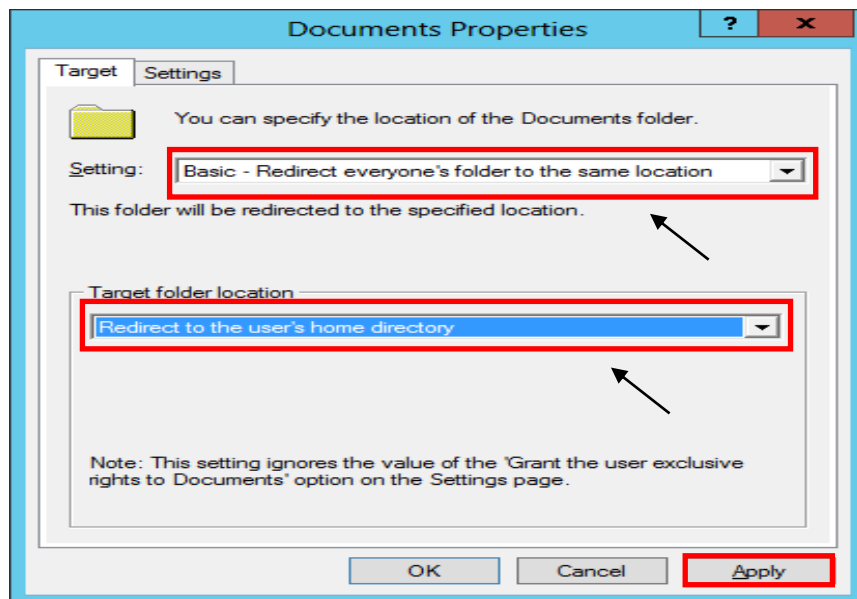 Documents Properties
?
x
Target
Settings
You can specify the location of the Documents folder.
Setting:
Basic - Redirect everyone's folder to the same location
This folder will be redirected to the specified location.
Target folder location
Redirect to the user's home directory
Note: This setting ignores the value of the 'Grant the user exclusive
rights to Documents' option on the Settings page.
OK
Cancel
Apply